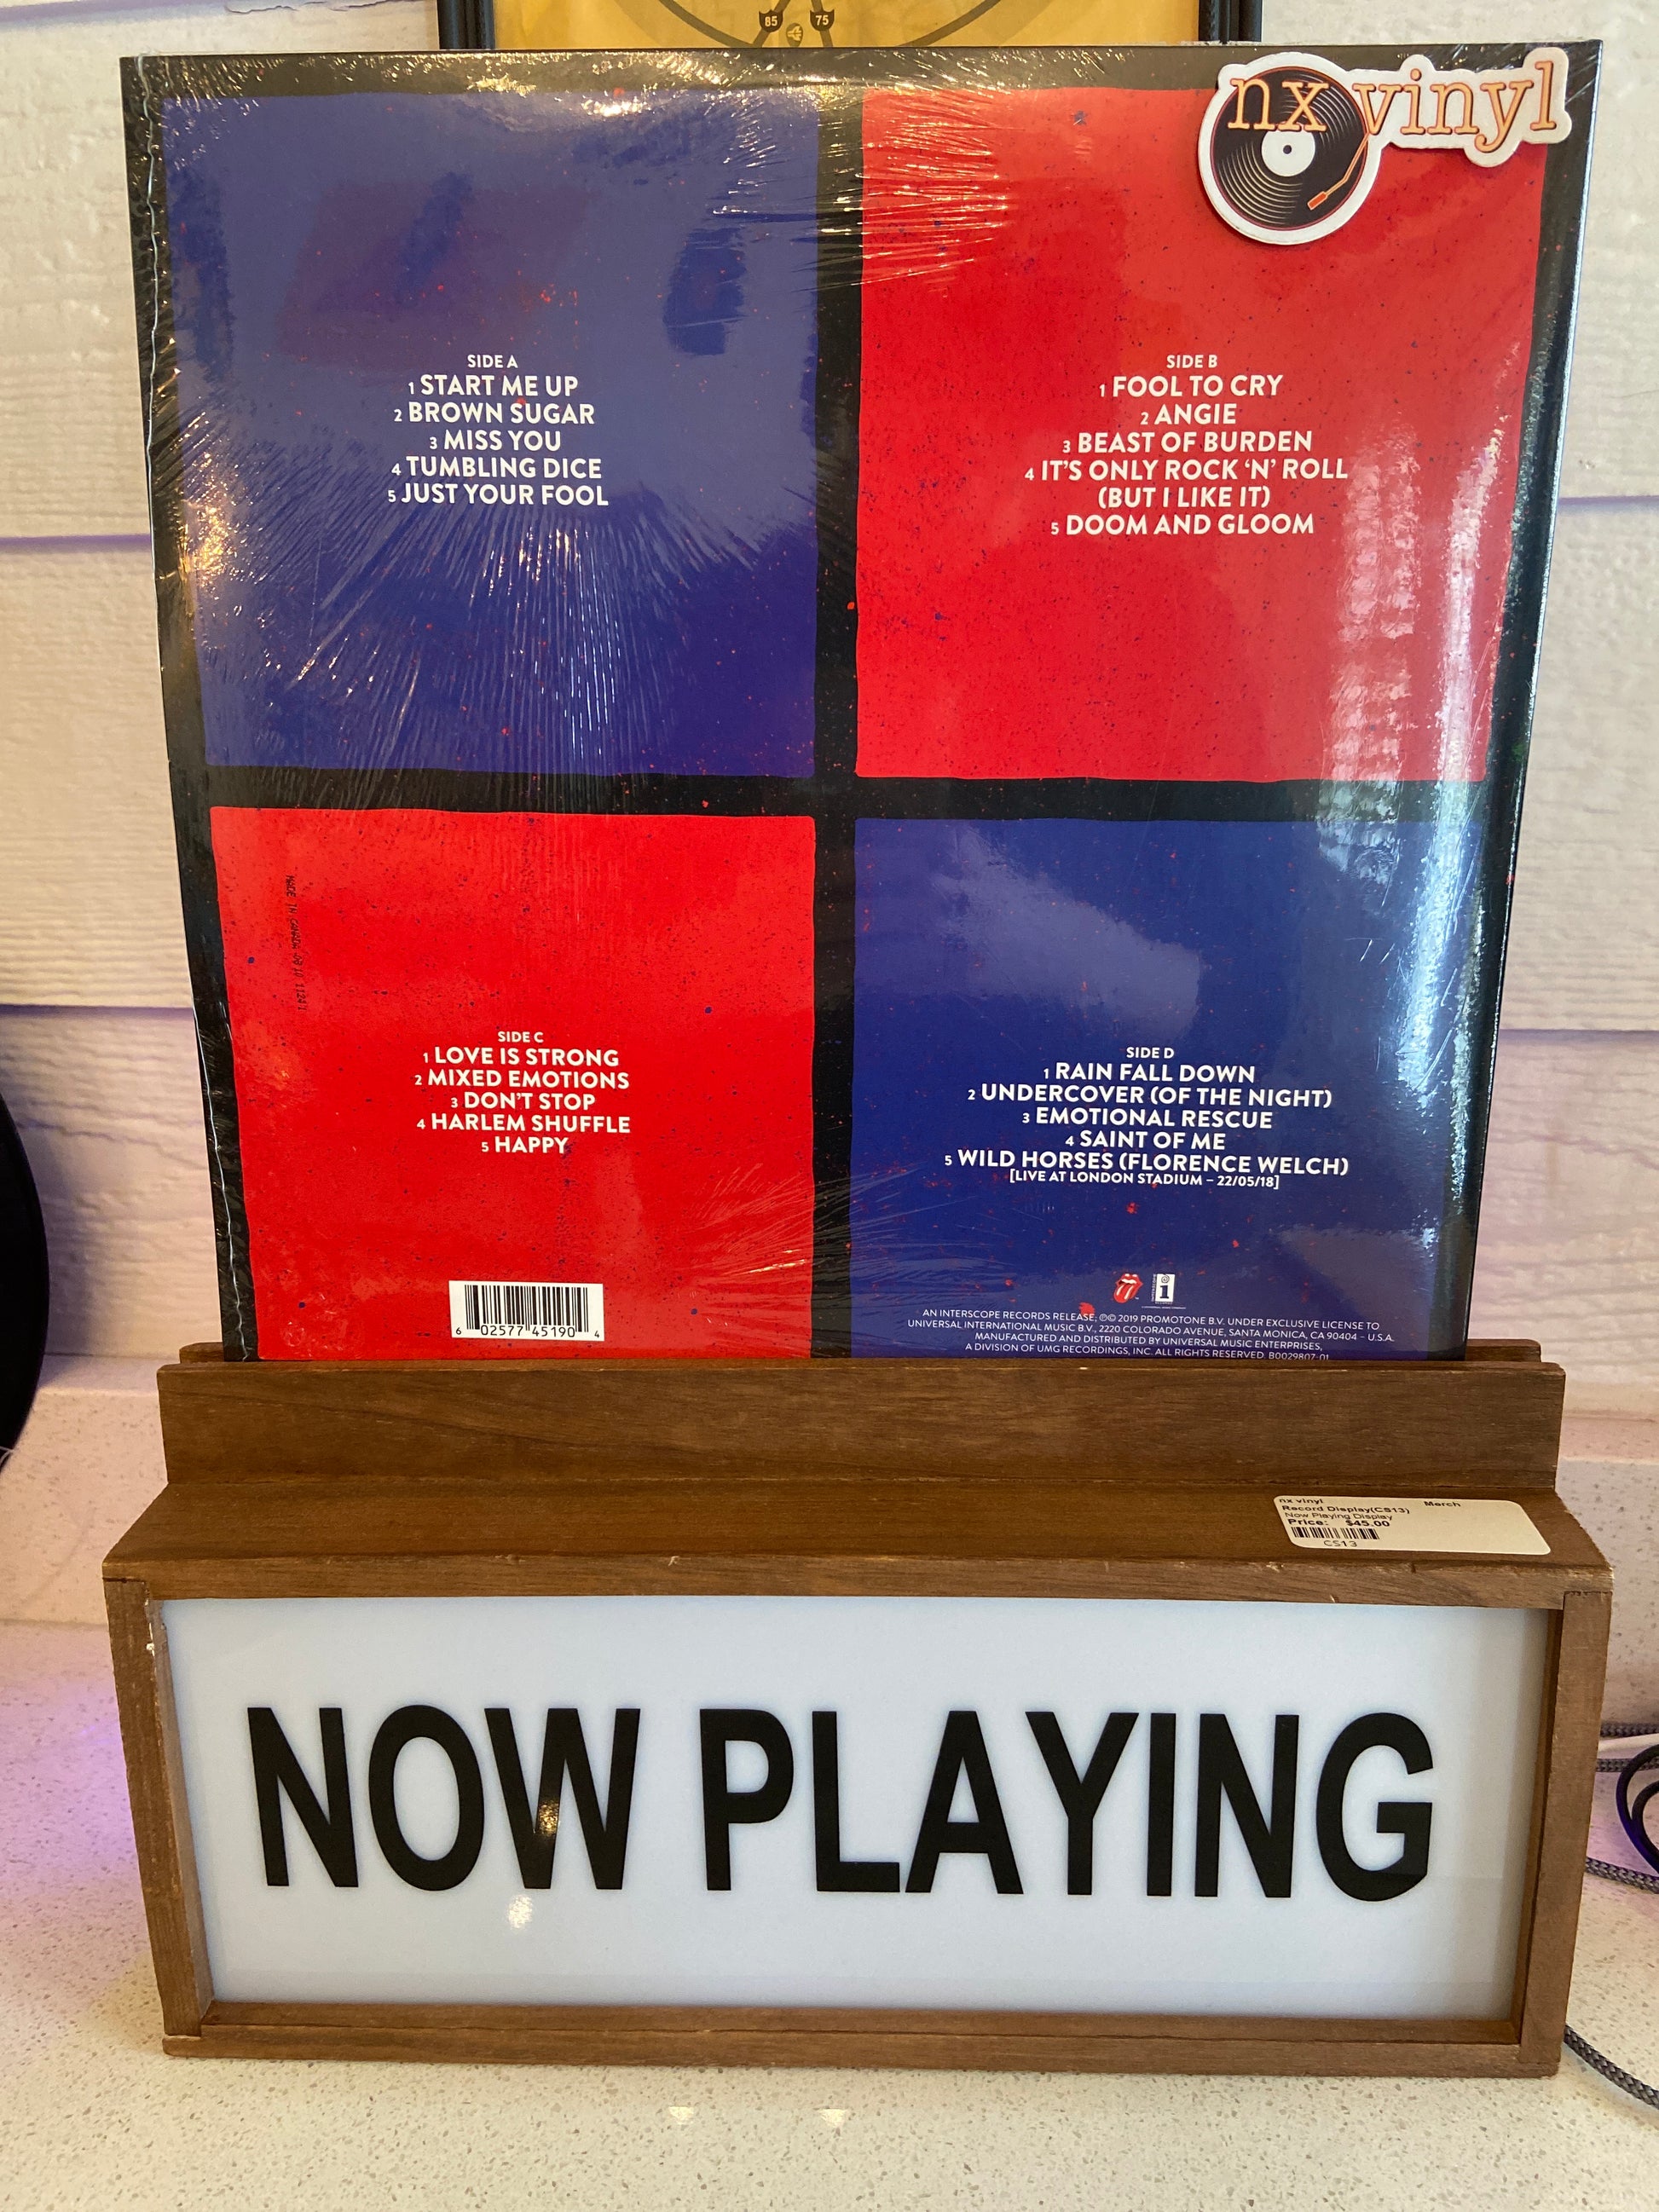 85 75
nx vinyl
SIDE A
1 START ME UP
2 BROWN SUGAR
3 MISS YOU
4 TUMBLING DICE
5 JUST YOUR FOOL
SIDE B
1 FOOL TO CRY
2 ANGIE
3 BEAST OF BURDEN
4 IT'S ONLY ROCK ‘N’ ROLL
(BUT I LIKE IT)
5 DOOM AND GLOOM
SIDE C
1 LOVE IS STRONG
2 MIXED EMOTIONS
3 DON'T STOP
4 HARLEM SHUFFLE
5 HAPPY
SIDE D
1 RAIN FALL DOWN
2 UNDERCOVER (OF THE NIGHT)
3 EMOTIONAL RESCUE
4 SAINT OF ME
5 WILD HORSES (FLORENCE WELCH)
[LIVE AT LONDON STADIUM – 22/05/18]
MADE IN CANADA
6 02577 45190 4
i
AN INTERSCOPE RECORDS RELEASE; ℗© 2019 PROMOTONE B.V. UNDER EXCLUSIVE LICENSE TO
UNIVERSAL INTERNATIONAL MUSIC B.V., 2220 COLORADO AVENUE, SANTA MONICA, CA 90404 – U.S.A.
MANUFACTURED AND DISTRIBUTED BY UNIVERSAL MUSIC ENTERPRISES,
A DIVISION OF UMG RECORDINGS, INC. ALL RIGHTS RESERVED. B0029807-01
nx vinyl
Record Display(CS13) Merch
Now Playing Display
Price: $45.00
CS13
NOW PLAYING